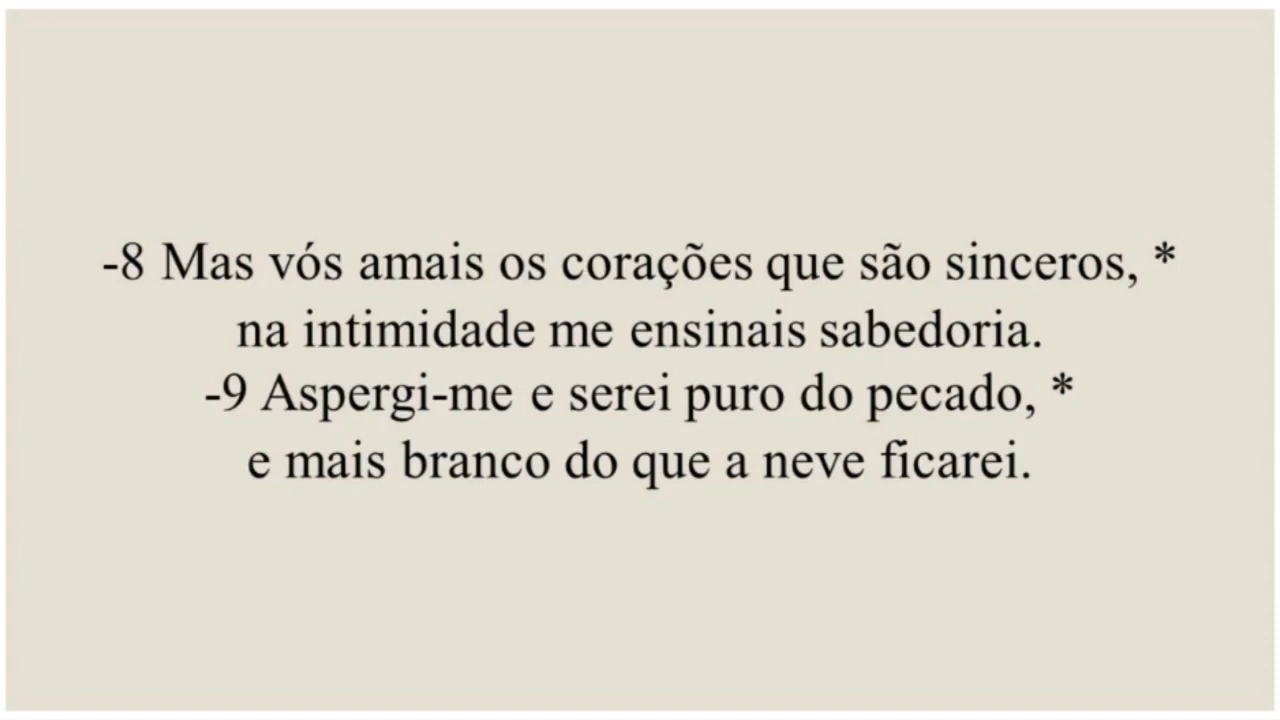 -8 Mas vós amais os corações que são sinceros, *
na intimidade me ensinais sabedoria.
-9 Aspergi-me e serei puro do pecado, *
e mais branco do que a neve ficarei.